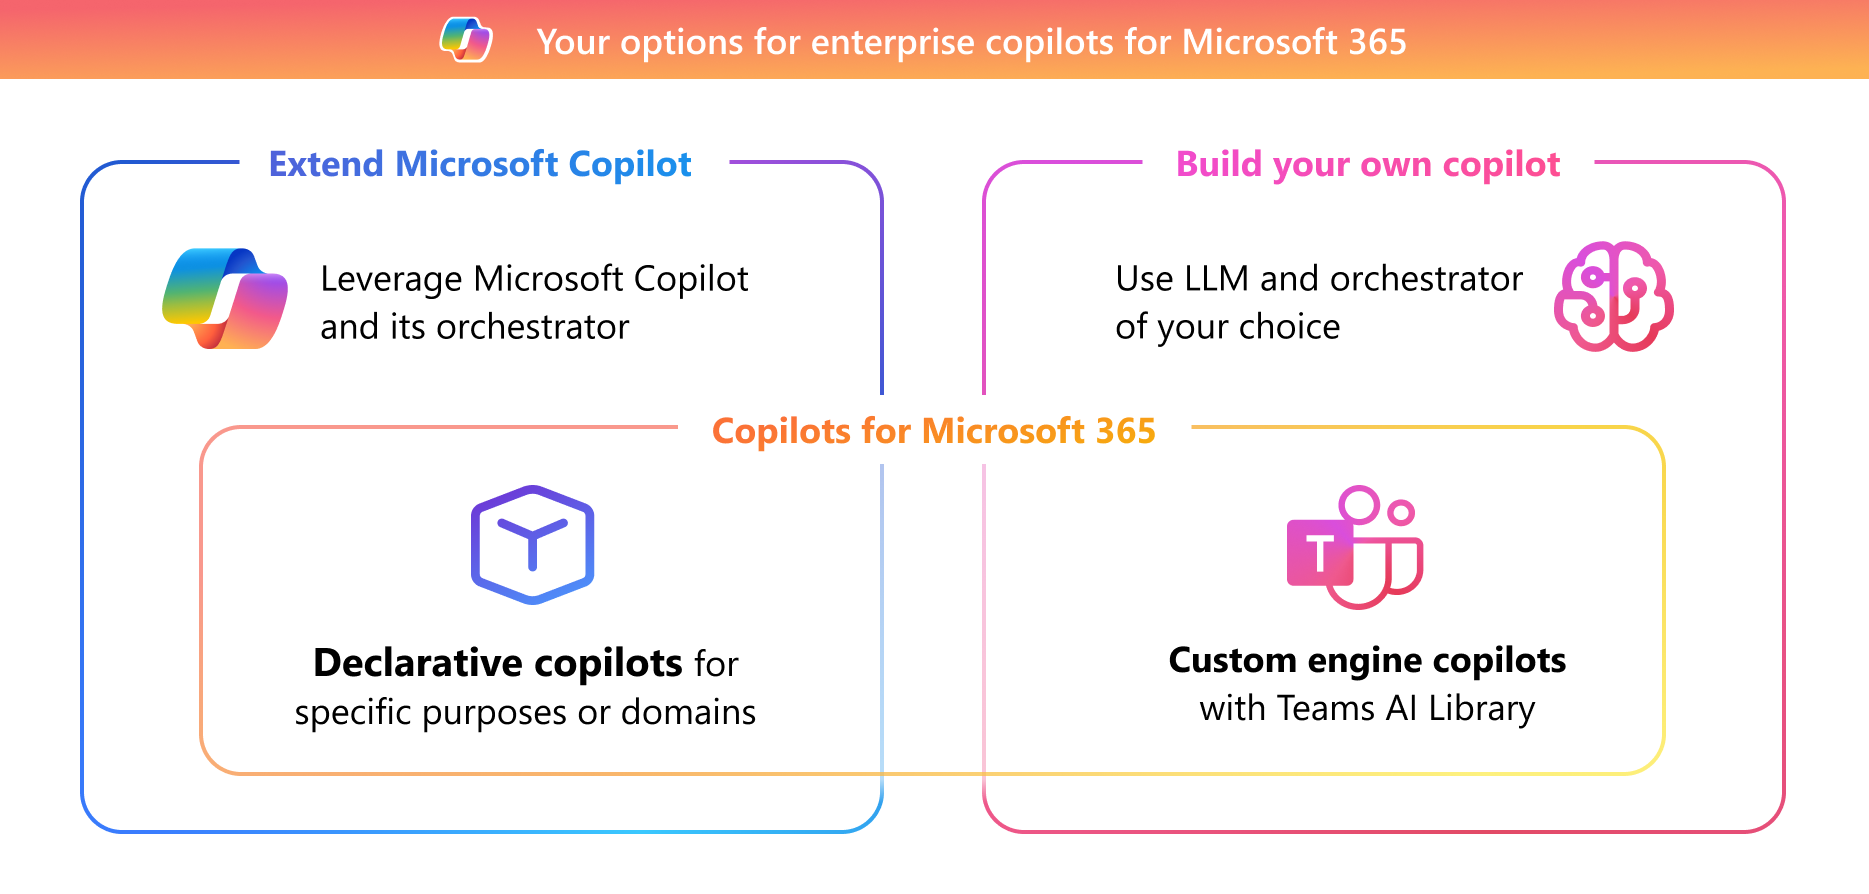 Your options for enterprise copilots for Microsoft 365
Extend Microsoft Copilot
Leverage Microsoft Copilot
and its orchestrator
Build your own copilot
Use LLM and orchestrator
of your choice
Copilots for Microsoft 365
Declarative copilots for
specific purposes or domains
T
Custom engine copilots
with Teams AI Library